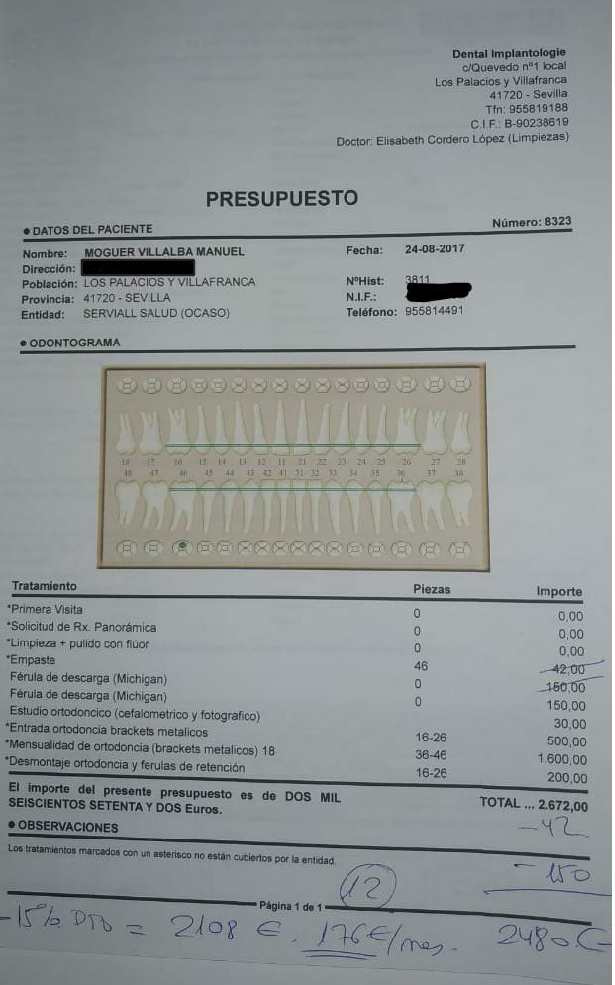 Dental Implantologie
c/Quevedo nº1 local
Los Palacios y Villafranca
41720 - Sevilla
Tfn: 955819188
C.I.F.: B-90238619
Doctor: Elisabeth Cordero López (Limpiezas)
PRESUPUESTO
Número: 8323
● DATOS DEL PACIENTE
Nombre: MOGUER VILLALBA MANUEL Fecha: 24-08-2017
Dirección:
Población: LOS PALACIOS Y VILLAFRANCA NºHist: 3811
Provincia: 41720 - SEVILLA N.I.F.:
Entidad: SERVIALL SALUD (OCASO) Teléfono: 955814491
● ODONTOGRAMA
18 17 16 15 14 13 12 11 21 22 23 24 25 26 27 28
48 47 46 45 44 43 42 41 31 32 33 34 35 36 37 38
Tratamiento Piezas Importe
*Primera Visita 0 0,00
*Solicitud de Rx. Panorámica 0 0,00
*Limpieza + pulido con flúor 0 0,00
*Empaste 46 42,00
Férula de descarga (Michigan) 0 150,00
Férula de descarga (Michigan) 0 150,00
Estudio ortodoncico (cefalometrico y fotografico) 30,00
*Entrada ortodoncia brackets metalicos 16-26 500,00
*Mensualidad de ortodoncia (brackets metalicos) 18 36-46 1.600,00
*Desmontaje ortodoncia y ferulas de retención 16-26 200,00
El importe del presente presupuesto es de DOS MIL SEISCIENTOS SETENTA Y DOS Euros. TOTAL ... 2.672,00
- 42
● OBSERVACIONES
Los tratamientos marcados con un asterisco no están cubiertos por la entidad.
- 150
12
Página 1 de 1
-15% DTO = 2108 €. 176€/mes. 2480.€